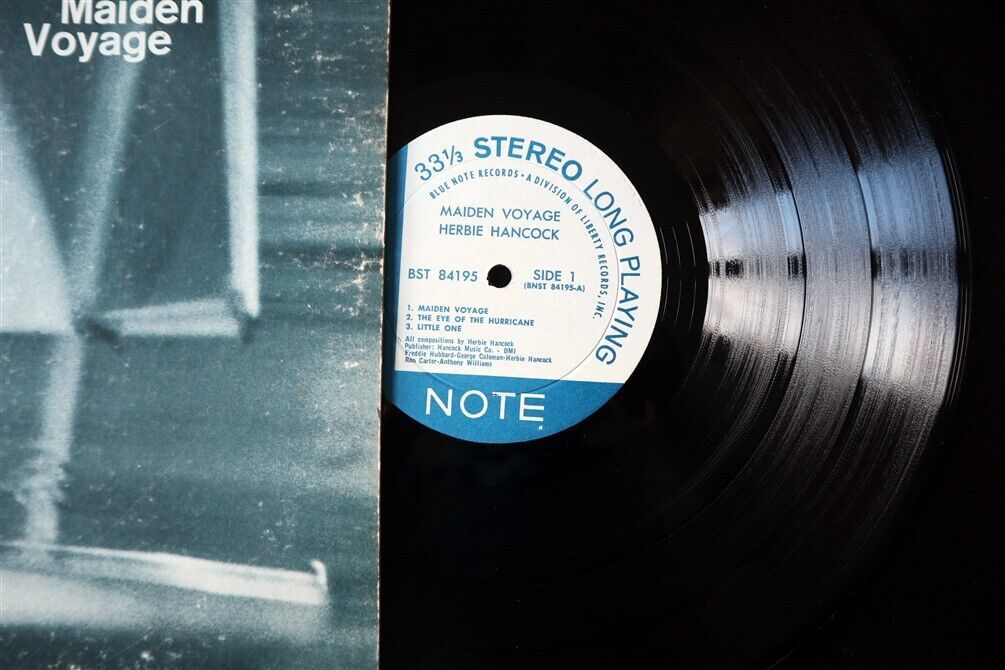 Maiden
Voyage
33⅓ STEREO LONG PLAYING
BLUE NOTE RECORDS • A DIVISION OF LIBERTY RECORDS, INC.
MAIDEN VOYAGE
HERBIE HANCOCK
BST 84195
SIDE 1
(BNST 84195-A)
1. MAIDEN VOYAGE
2. THE EYE OF THE HURRICANE
3. LITTLE ONE
All compositions by Herbie Hancock
Publisher: Hancock Music Co. - BMI
Freddie Hubbard-George Coleman-Herbie Hancock
Ron Carter-Anthony Williams
NOTE